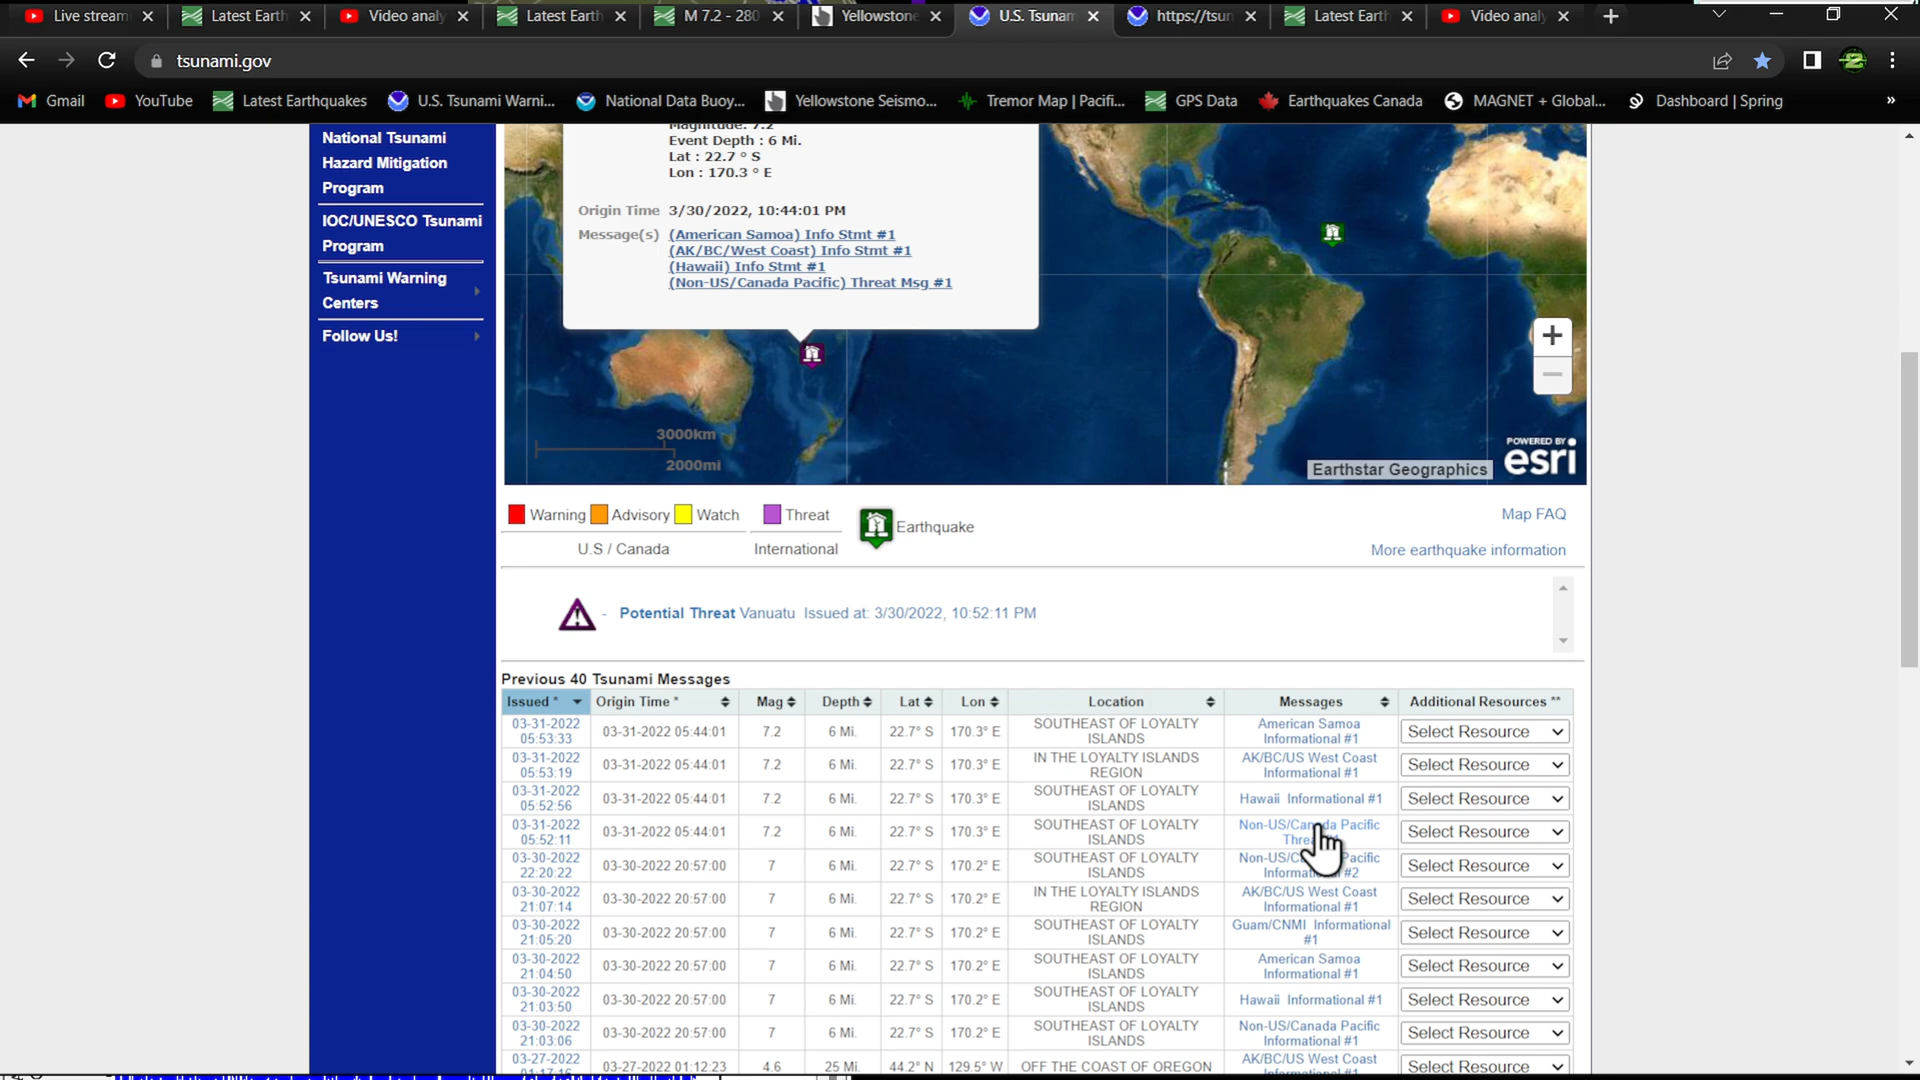 Live stream
Latest Earth
Video analy
Latest Earth
M 7.2 - 280
Yellowstone
U.S. Tsunam
https://tsun
Latest Earth
Video analy
tsunami.gov
Gmail
YouTube
Latest Earthquakes
U.S. Tsunami Warni...
National Data Buoy...
Yellowstone Seismo...
Tremor Map | Pacifi...
GPS Data
Earthquakes Canada
MAGNET + Global...
Dashboard | Spring
»
National Tsunami
Hazard Mitigation
Program
IOC/UNESCO Tsunami
Program
Tsunami Warning
Centers
Follow Us!
Magnitude: 7.2
Event Depth : 6 Mi.
Lat : 22.7 ° S
Lon : 170.3 ° E
Origin Time 3/30/2022, 10:44:01 PM
Message(s) (American Samoa) Info Stmt #1
(AK/BC/West Coast) Info Stmt #1
(Hawaii) Info Stmt #1
(Non-US/Canada Pacific) Threat Msg #1
+
−
3000km
2000mi
POWERED BY
esri
Earthstar Geographics
Warning Advisory Watch Threat Earthquake
U.S / Canada International
Map FAQ
More earthquake information
- Potential Threat Vanuatu Issued at: 3/30/2022, 10:52:11 PM
Previous 40 Tsunami Messages
Issued * Origin Time * Mag Depth Lat Lon Location Messages Additional Resources **
03-31-2022 05:53:33 03-31-2022 05:44:01 7.2 6 Mi. 22.7° S 170.3° E SOUTHEAST OF LOYALTY ISLANDS American Samoa Informational #1 Select Resource
03-31-2022 05:53:19 03-31-2022 05:44:01 7.2 6 Mi. 22.7° S 170.3° E IN THE LOYALTY ISLANDS REGION AK/BC/US West Coast Informational #1 Select Resource
03-31-2022 05:52:56 03-31-2022 05:44:01 7.2 6 Mi. 22.7° S 170.3° E SOUTHEAST OF LOYALTY ISLANDS Hawaii Informational #1 Select Resource
03-31-2022 05:52:11 03-31-2022 05:44:01 7.2 6 Mi. 22.7° S 170.3° E SOUTHEAST OF LOYALTY ISLANDS Non-US/Canada Pacific Select Resource
03-30-2022 22:20:22 03-30-2022 20:57:00 7 6 Mi. 22.7° S 170.2° E SOUTHEAST OF LOYALTY ISLANDS Pacific #2 Select Resource
03-30-2022 21:07:14 03-30-2022 20:57:00 7 6 Mi. 22.7° S 170.2° E IN THE LOYALTY ISLANDS REGION AK/BC/US West Coast Informational #1 Select Resource
03-30-2022 21:05:20 03-30-2022 20:57:00 7 6 Mi. 22.7° S 170.2° E SOUTHEAST OF LOYALTY ISLANDS Guam/CNMI Informational #1 Select Resource
03-30-2022 21:04:50 03-30-2022 20:57:00 7 6 Mi. 22.7° S 170.2° E SOUTHEAST OF LOYALTY ISLANDS American Samoa Informational #1 Select Resource
03-30-2022 21:03:50 03-30-2022 20:57:00 7 6 Mi. 22.7° S 170.2° E SOUTHEAST OF LOYALTY ISLANDS Hawaii Informational #1 Select Resource
03-30-2022 21:03:06 03-30-2022 20:57:00 7 6 Mi. 22.7° S 170.2° E SOUTHEAST OF LOYALTY ISLANDS Non-US/Canada Pacific Informational #1 Select Resource
03-27-2022 03-27-2022 01:12:23 4.6 25 Mi. 44.2° N 129.5° W OFF THE COAST OF OREGON AK/BC/US West Coast Select Resource